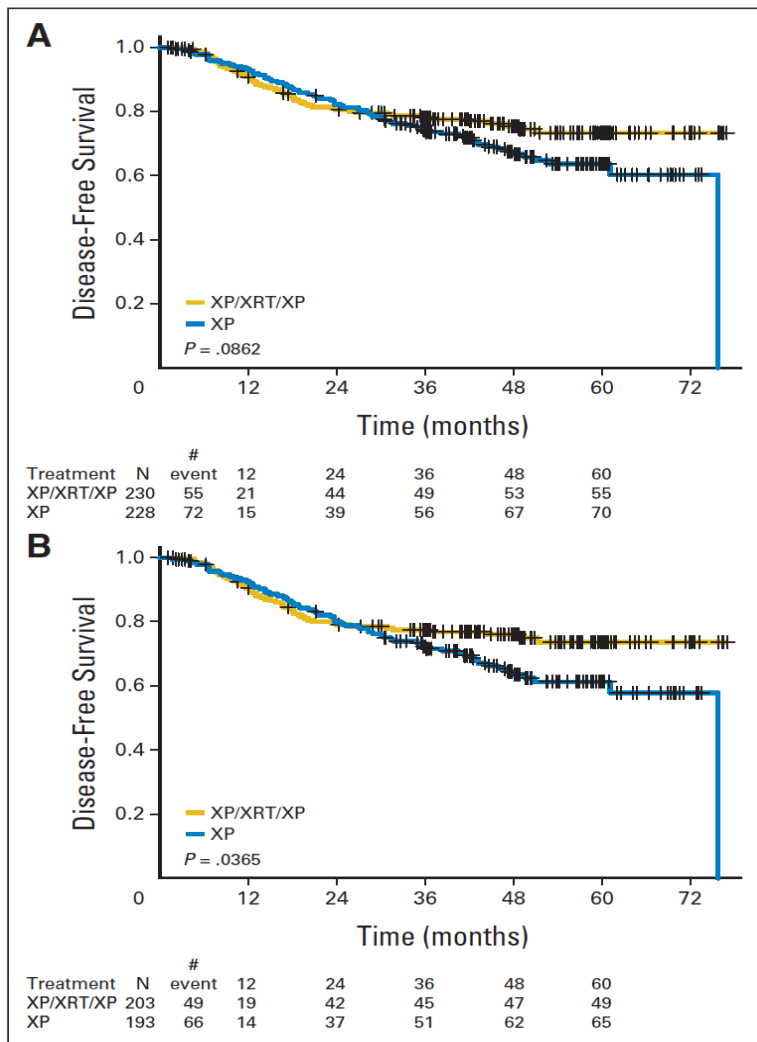 A
1.0
0.8
0.6
0.4
0.2
Disease-Free Survival
XP/XRT/XP
XP
P = .0862
0 12 24 36 48 60 72
Time (months)
#
Treatment N event 12 24 36 48 60
XP/XRT/XP 230 55 21 44 49 53 55
XP 228 72 15 39 56 67 70
B
1.0
0.8
0.6
0.4
0.2
Disease-Free Survival
XP/XRT/XP
XP
P = .0365
0 12 24 36 48 60 72
Time (months)
#
Treatment N event 12 24 36 48 60
XP/XRT/XP 203 49 19 42 45 47 49
XP 193 66 14 37 51 62 65